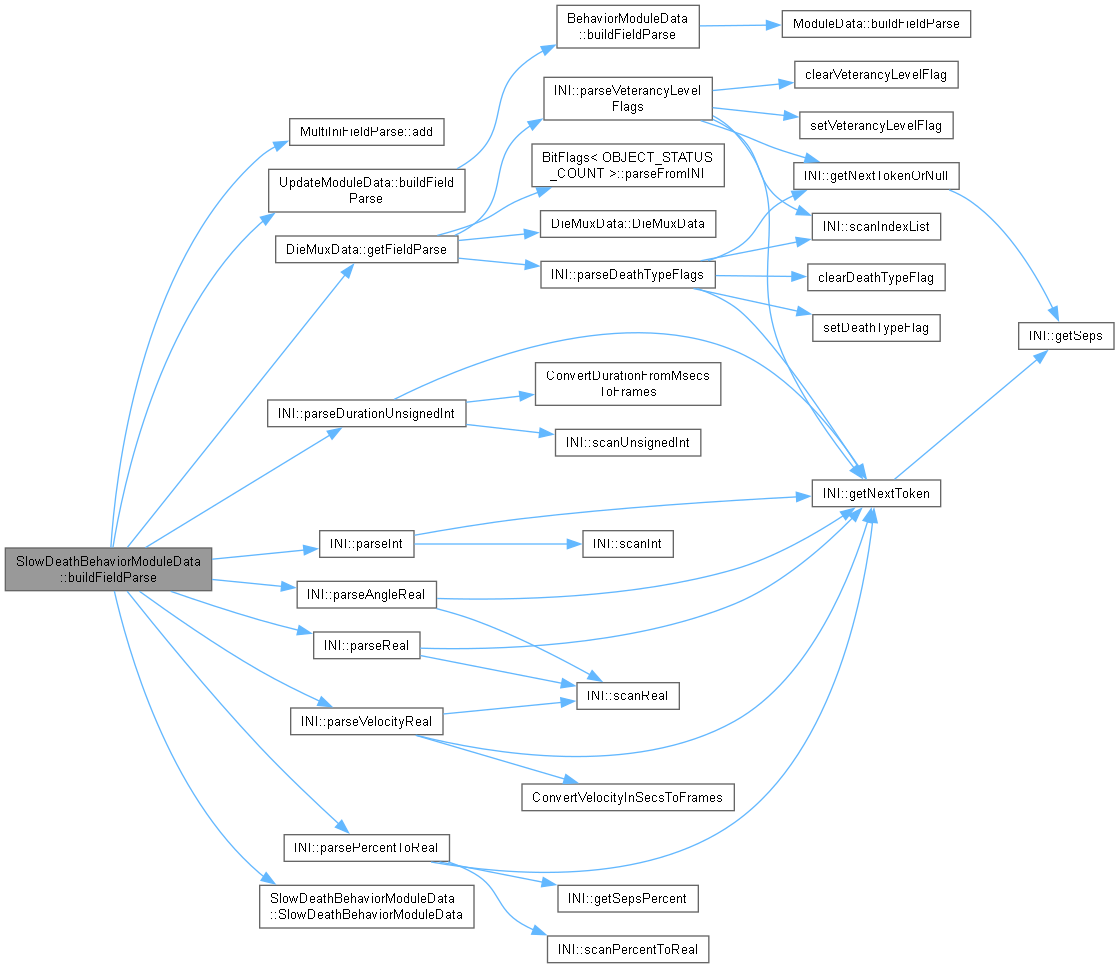 BehaviorModuleData
::buildFieldParse
ModuleData::buildFieldParse
INI::parseVeterancyLevel
Flags
clearVeterancyLevelFlag
setVeterancyLevelFlag
MultiIniFieldParse::add
BitFlags< OBJECT_STATUS
_COUNT >::parseFromINI
INI::getNextTokenOrNull
UpdateModuleData::buildField
Parse
DieMuxData::DieMuxData
INI::scanIndexList
DieMuxData::getFieldParse
INI::parseDeathTypeFlags
clearDeathTypeFlag
setDeathTypeFlag
INI::getSeps
ConvertDurationFromMsecs
ToFrames
INI::parseDurationUnsignedInt
INI::scanUnsignedInt
INI::getNextToken
INI::parseInt
INI::scanInt
SlowDeathBehaviorModuleData
::buildFieldParse
INI::parseAngleReal
INI::parseReal
INI::scanReal
INI::parseVelocityReal
ConvertVelocityInSecsToFrames
INI::parsePercentToReal
SlowDeathBehaviorModuleData
::SlowDeathBehaviorModuleData
INI::getSepsPercent
INI::scanPercentToReal